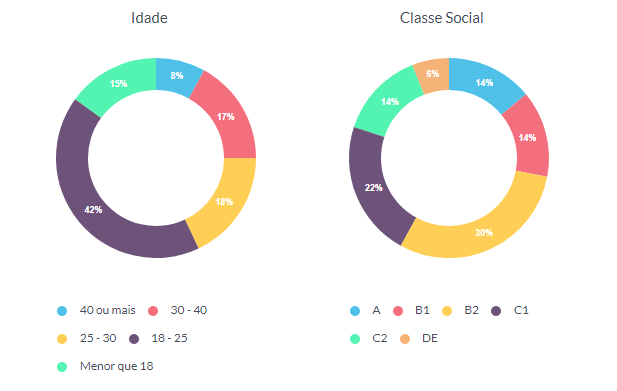 Idade
8%
17%
18%
42%
15%
40 ou mais
30 - 40
25 - 30
18 - 25
Menor que 18
Classe Social
14%
14%
30%
22%
14%
6%
A
B1
B2
C1
C2
DE